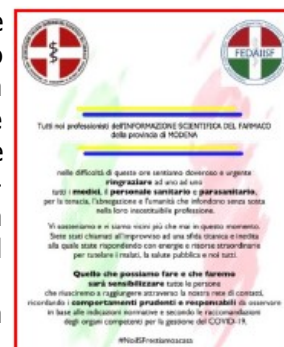 FEDAIISF
Tutti noi professionisti dell'INFORMAZIONE SCIENTIFICA DEL FARMACO
della provincia di MODENA
nelle difficoltà di queste ore sentiamo doveroso e urgente
ringraziare ad uno ad uno
tutti i medici, il personale sanitario e parasanitario,
per la tenacia, l'abnegazione e l'umanità che infondono senza sosta
nella loro incontestabile professione.
Vi sosteniamo e vi siamo vicini più che mai in questo momento.
Siete stati chiamati all'improvviso ad una sfida titanica e inedita
alla quale state rispondendo con energie e risorse straordinarie
per tutelare i malati, la salute pubblica e noi tutti.
Quello che possiamo fare e che faremo
sarà sensibilizzare tutte le persone
che riusciremo a raggiungere attraverso la nostra rete di contatti,
ricordando i comportamenti prudenti e responsabili da osservare
in base alle indicazioni normative e secondo le raccomandazioni
degli organi competenti per la gestione del COVID-19.
#NoiISFrestiamoacasa